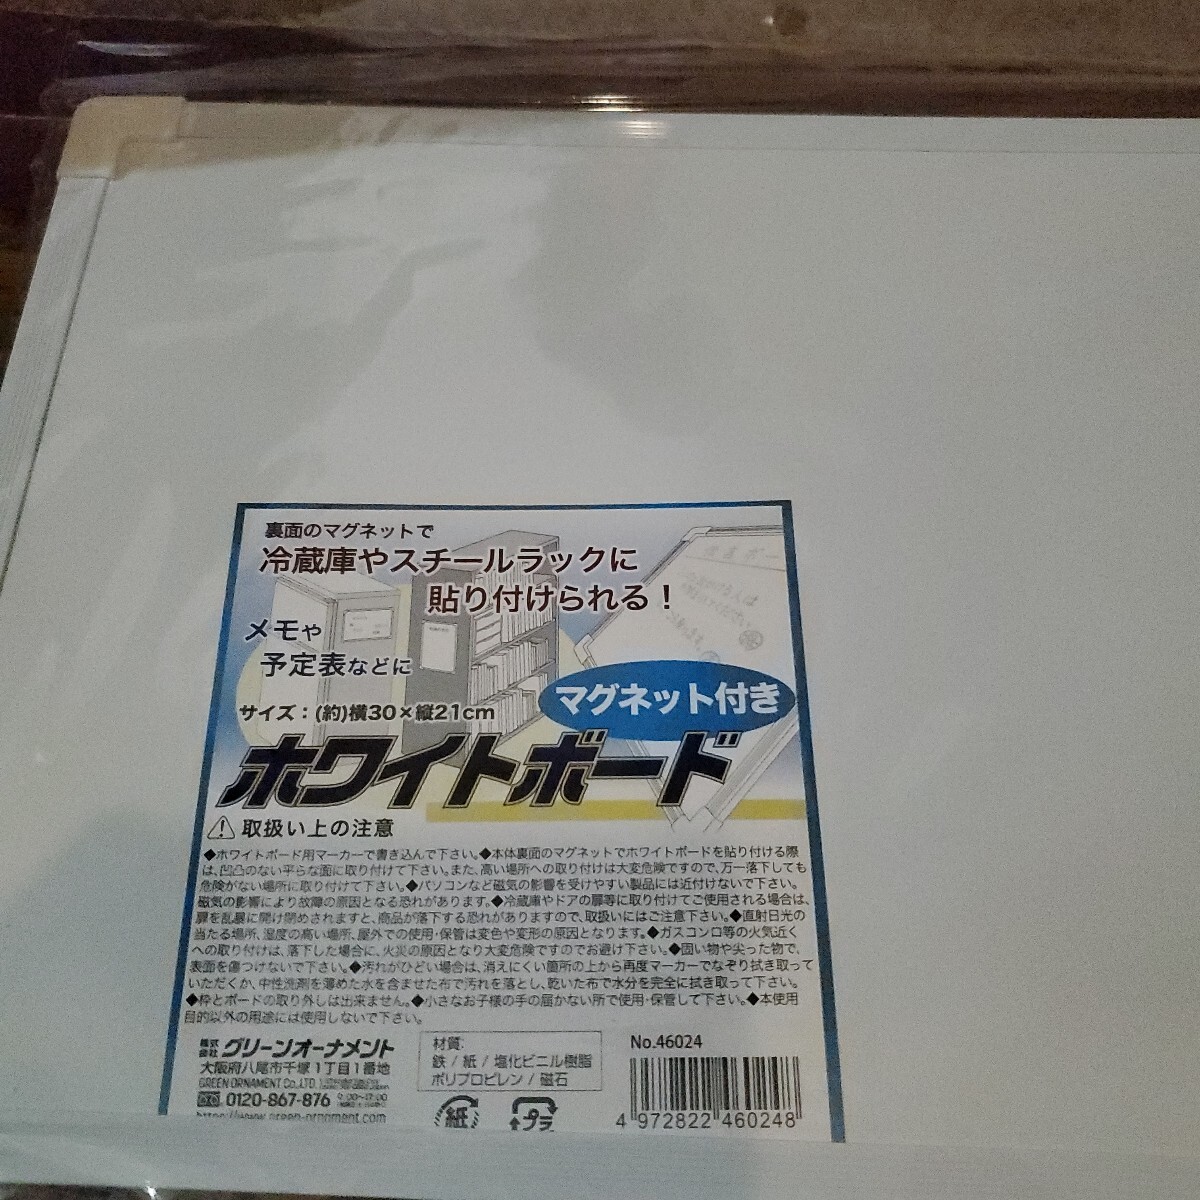 裏面のマグネットで
冷蔵庫やスチールラックに
貼り付けられる！
メモや
予定表などに
マグネット付き
サイズ：(約)横30×縦21cm
ホワイトボード
取扱い上の注意
◆ホワイトボード用マーカーで書き込んで下さい。◆本体裏面のマグネットでホワイトボードを貼り付ける際
は、凹凸のない平らな面に取り付けて下さい。また、高い場所への取り付けは大変危険ですので、万一落下しても
危険がない場所に取り付けて下さい。◆パソコンなど磁気の影響を受けやすい製品には近付けないで下さい。
磁気の影響により故障の原因となる恐れがあります。◆冷蔵庫やドアの扉等に取り付けてご使用される場合は、
扉を乱暴に開け閉めされますと、商品が落下する恐れがありますので、取扱いにはご注意下さい。◆直射日光の
当たる場所、湿度の高い場所、屋外での使用・保管は変色や変形の原因となります。◆ガスコンロ等の火気近く
への取り付けは、落下した場合に、火災の原因となり大変危険ですのでお避け下さい。◆固い物や尖った物で、
表面を傷つけないで下さい。◆汚れがひどい場合は、消えにくい箇所の上から再度マーカーでなぞり拭き取って
いただくか、中性洗剤を薄めた水を含ませた布で汚れを落とし、乾いた布で水分を完全に拭き取って下さい。
◆枠とボードの取り外しは出来ません。◆小さなお子様の手の届かない所で使用・保管して下さい。◆本使用
目的以外の用途には使用しないで下さい。
株式会社 グリーンオーナメント
大阪府八尾市千塚1丁目1番地
GREEN ORNAMENT Co.,LTD.
0120-867-876 9:00〜17:00
https://www.green-ornament.com
材質:
鉄 / 紙 / 塩化ビニル樹脂
ポリプロピレン / 磁石
紙
プラ
No.46024
4 972822 460248